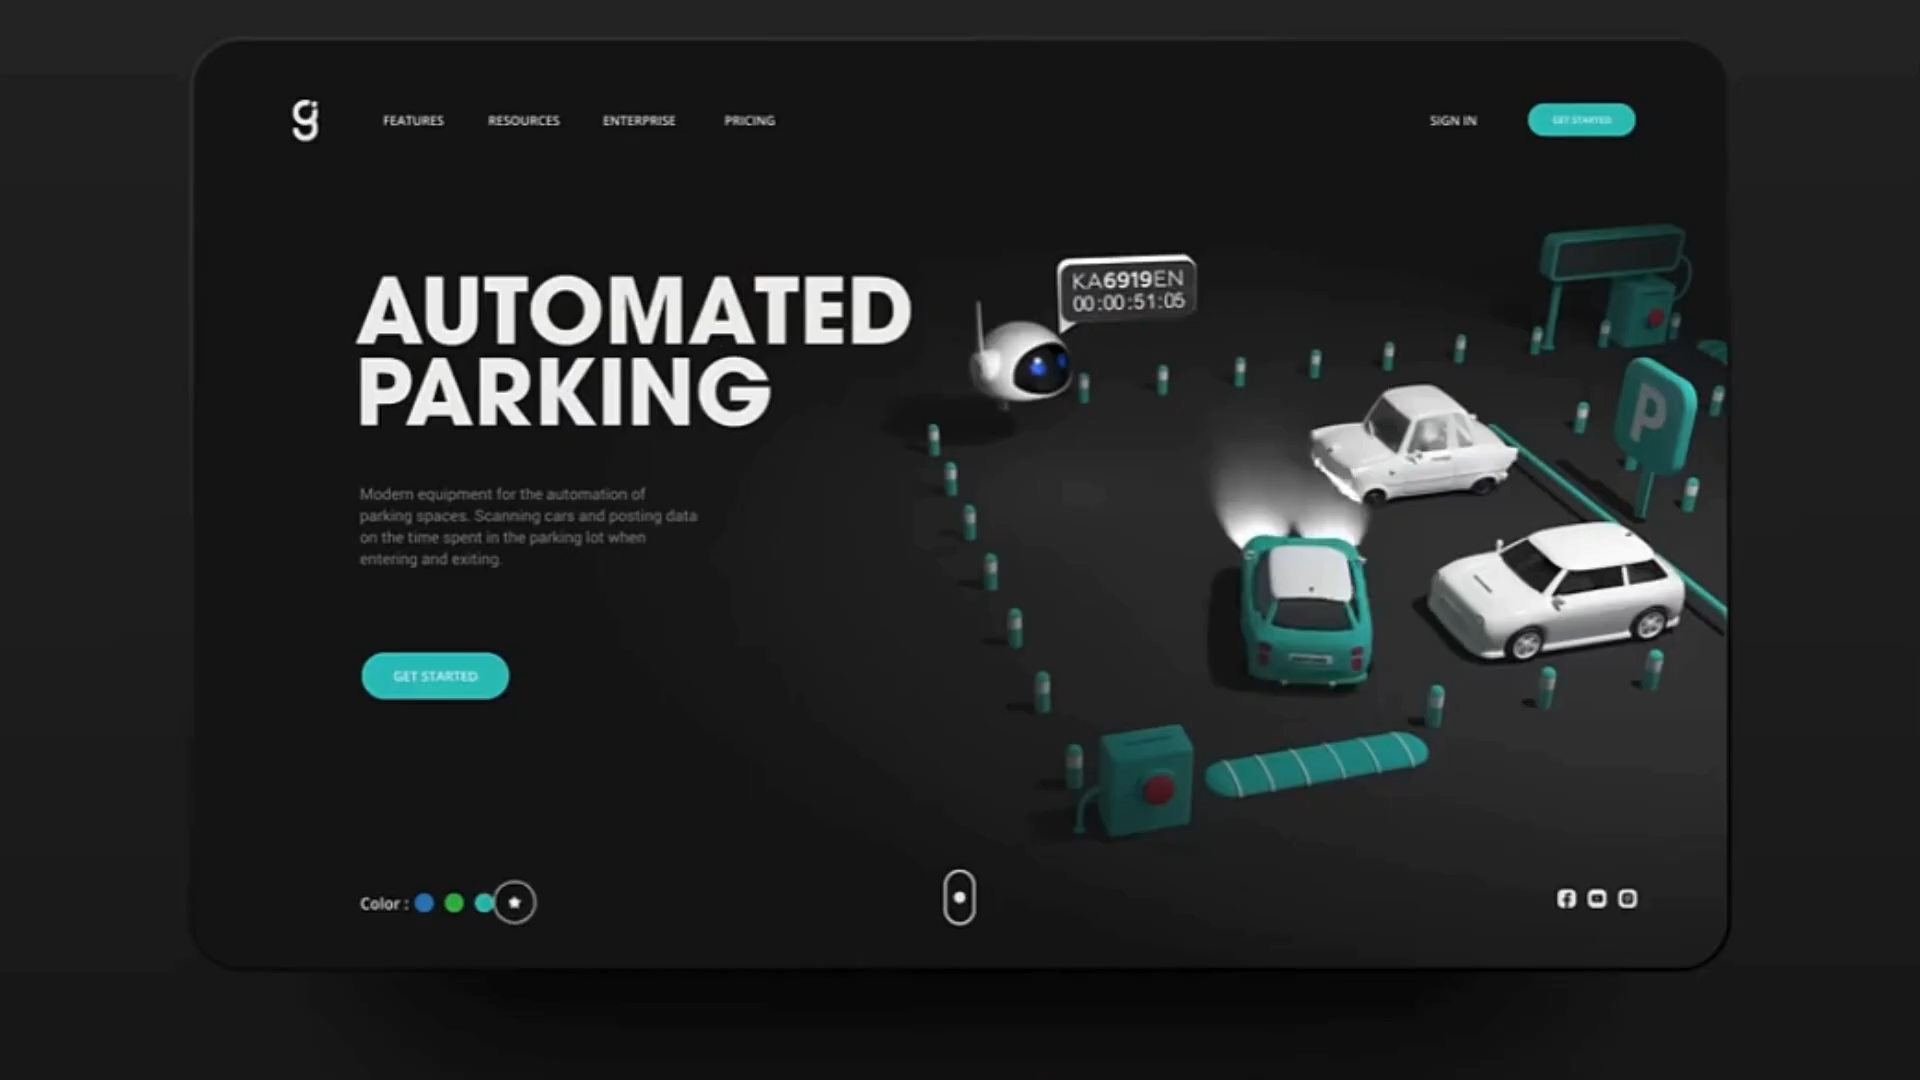 g
FEATURES RESOURCES ENTERPRISE PRICING
SIGN IN GET STARTED
AUTOMATED
PARKING
KA6919EN
00:00:51:05
P
Modern equipment for the automation of
parking spaces. Scanning cars and posting data
on the time spent in the parking lot when
entering and exiting.
GET STARTED
Color :